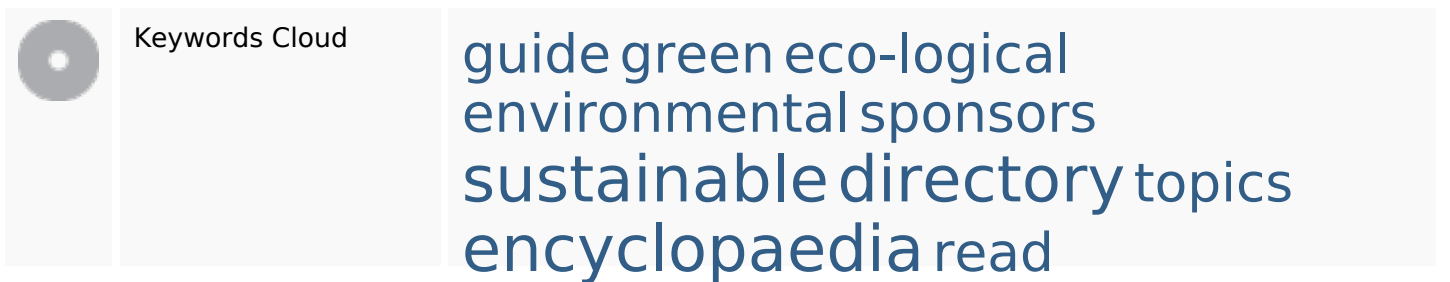 Keywords Cloud
guide green eco-logical
environmental sponsors
sustainable directory topics
encyclopaedia read